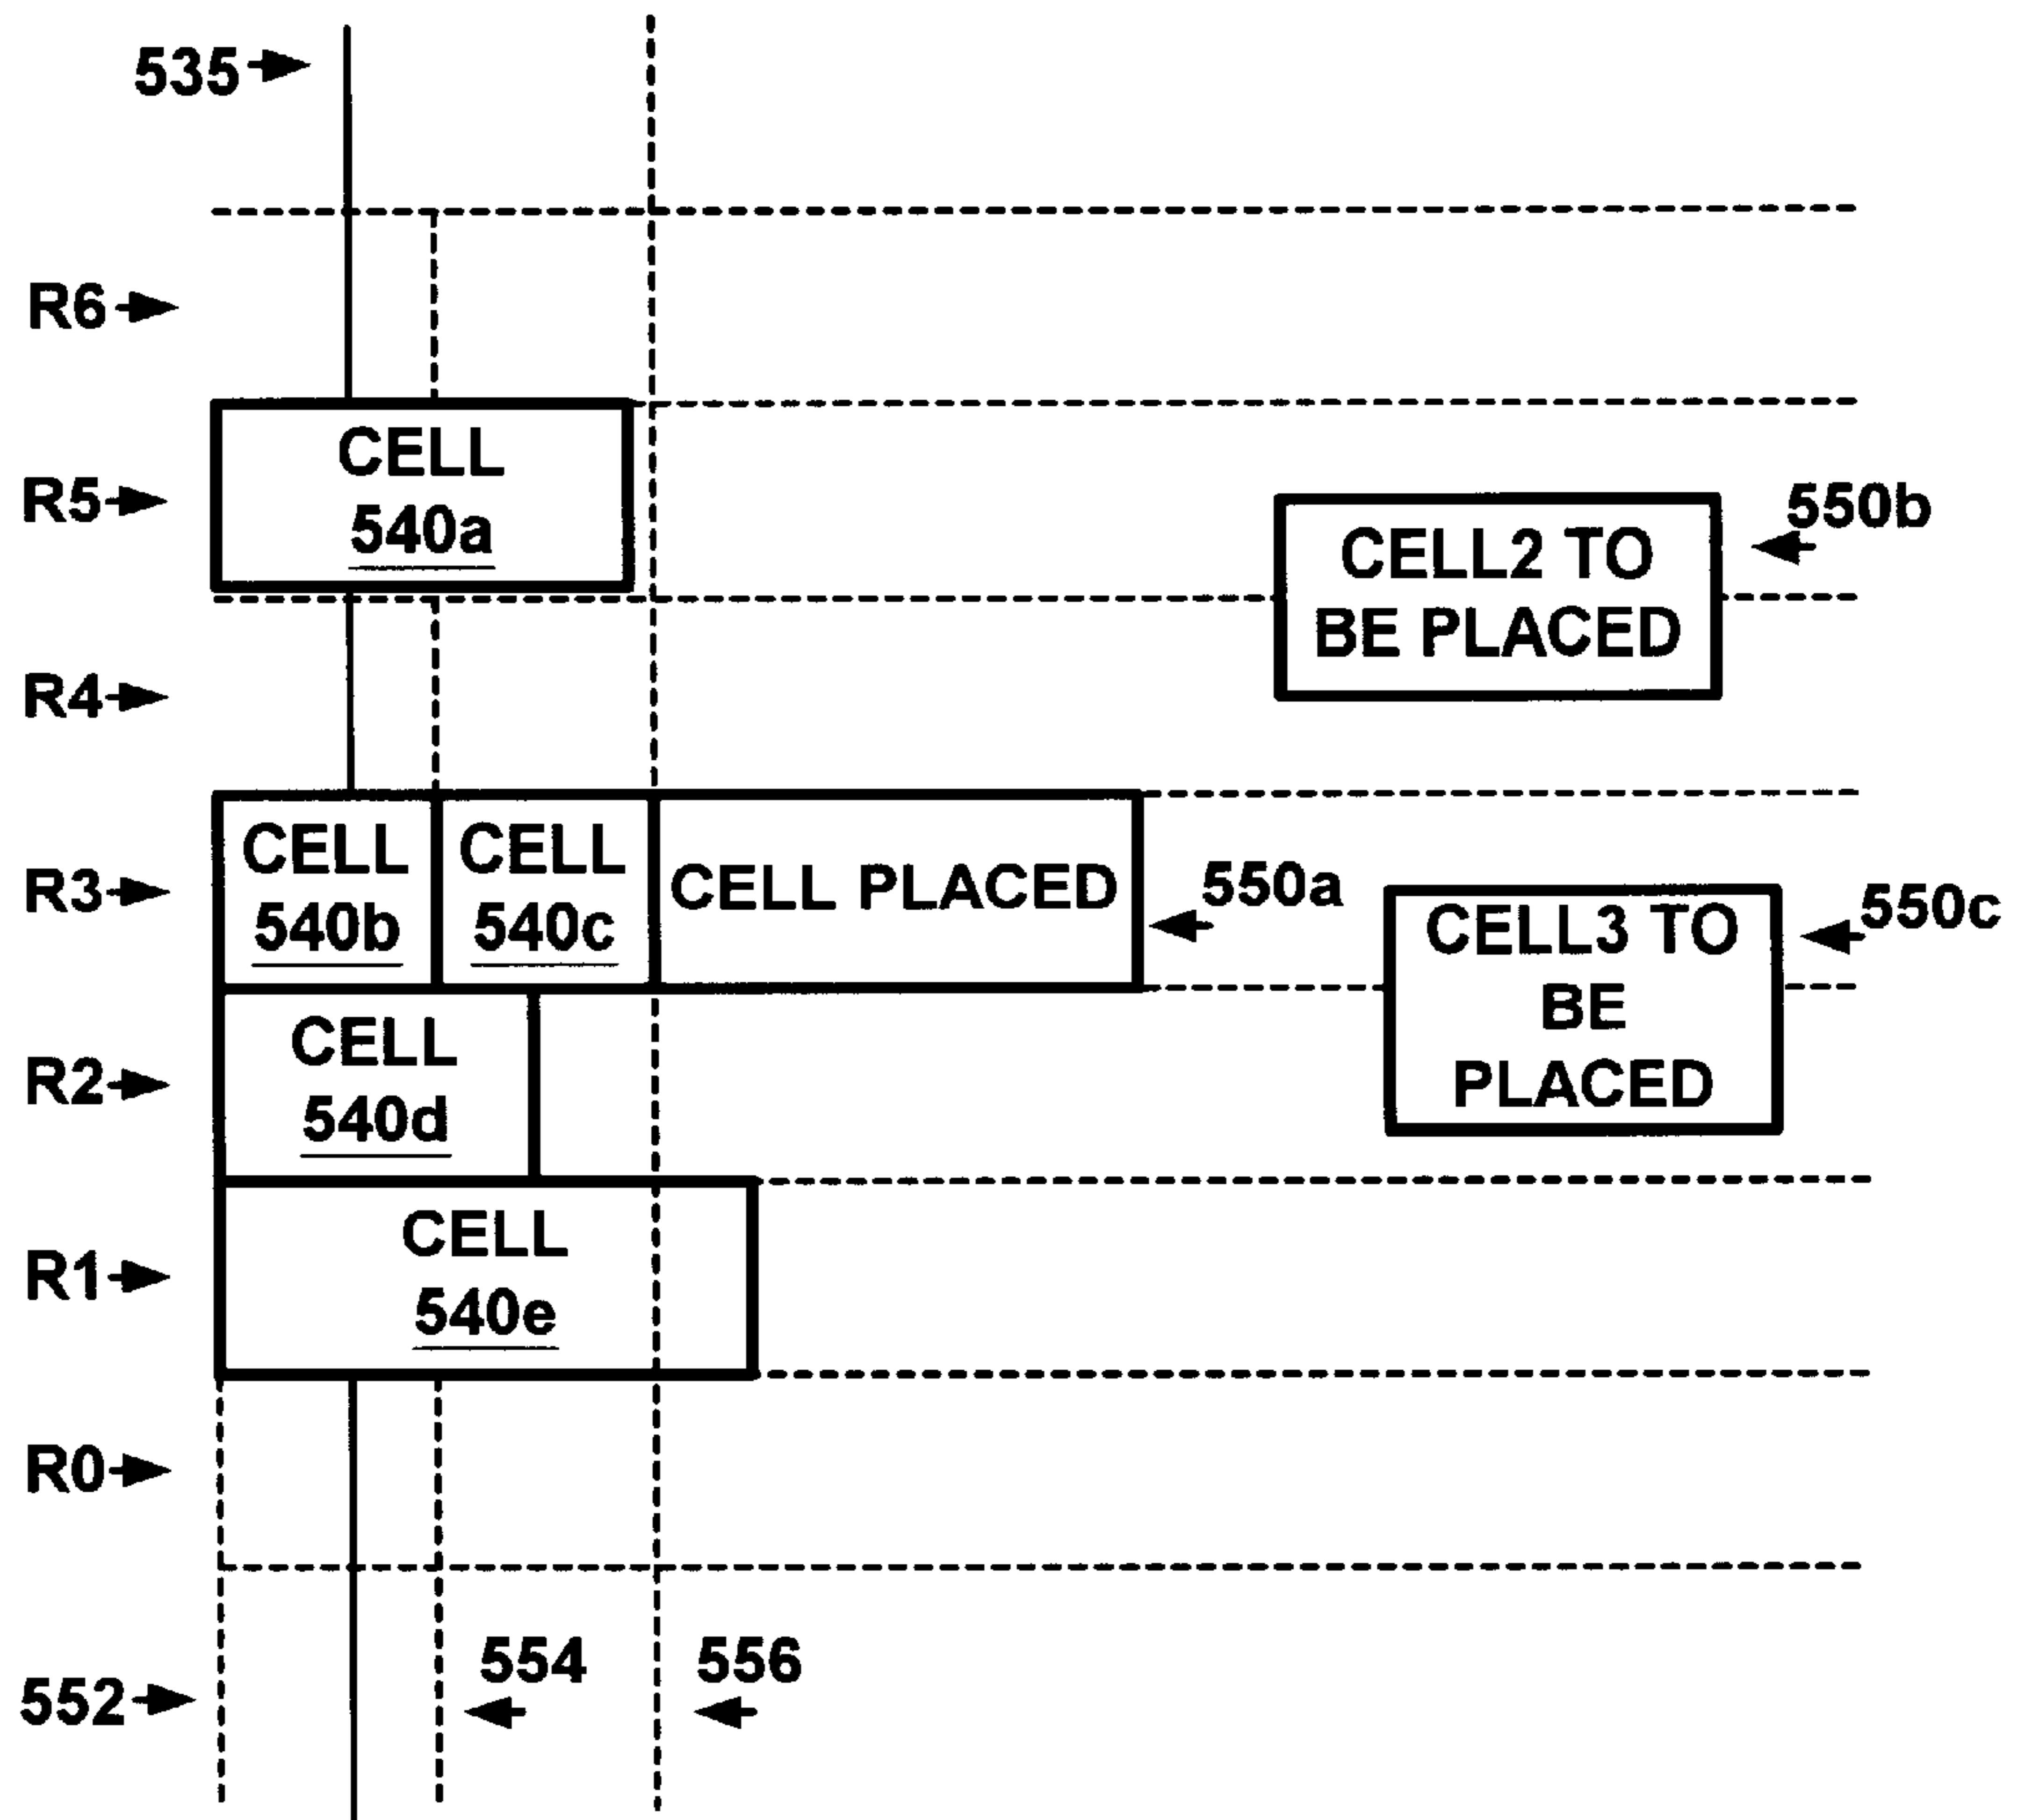 535
R6
CELL
540a
R5
550b
CELL2 TO
BE PLACED
R4
CELL
540b
CELL
540c
CELL PLACED
550a
R3
550c
CELL3 TO
BE
PLACED
CELL
540d
R2
CELL
540e
R1
R0
554
556
552